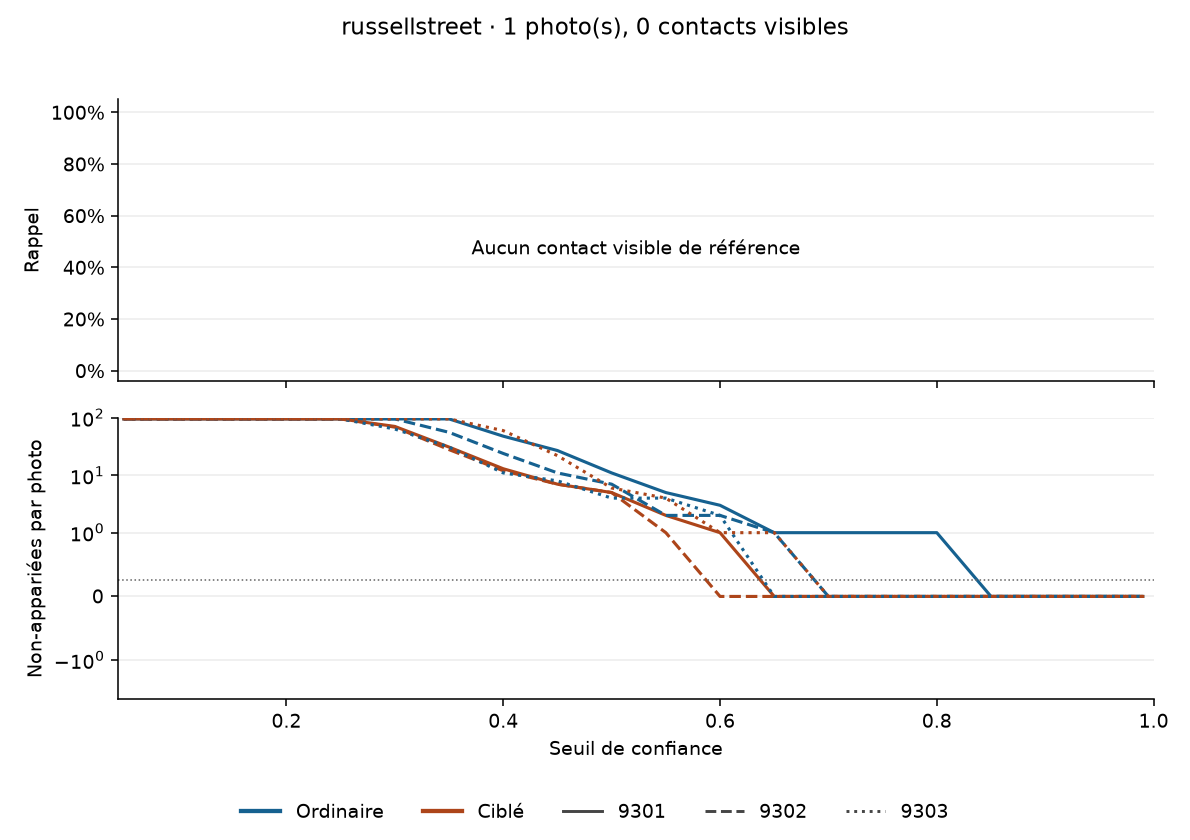 russellstreet · 1 photo(s), 0 contacts visibles
Rappel
100%
80%
60%
40%
20%
0%
Aucun contact visible de référence
Non-appariées par photo
10²
10¹
10⁰
0
−10⁰
0.2 0.4 0.6 0.8 1.0
Seuil de confiance
Ordinaire Ciblé 9301 9302 9303